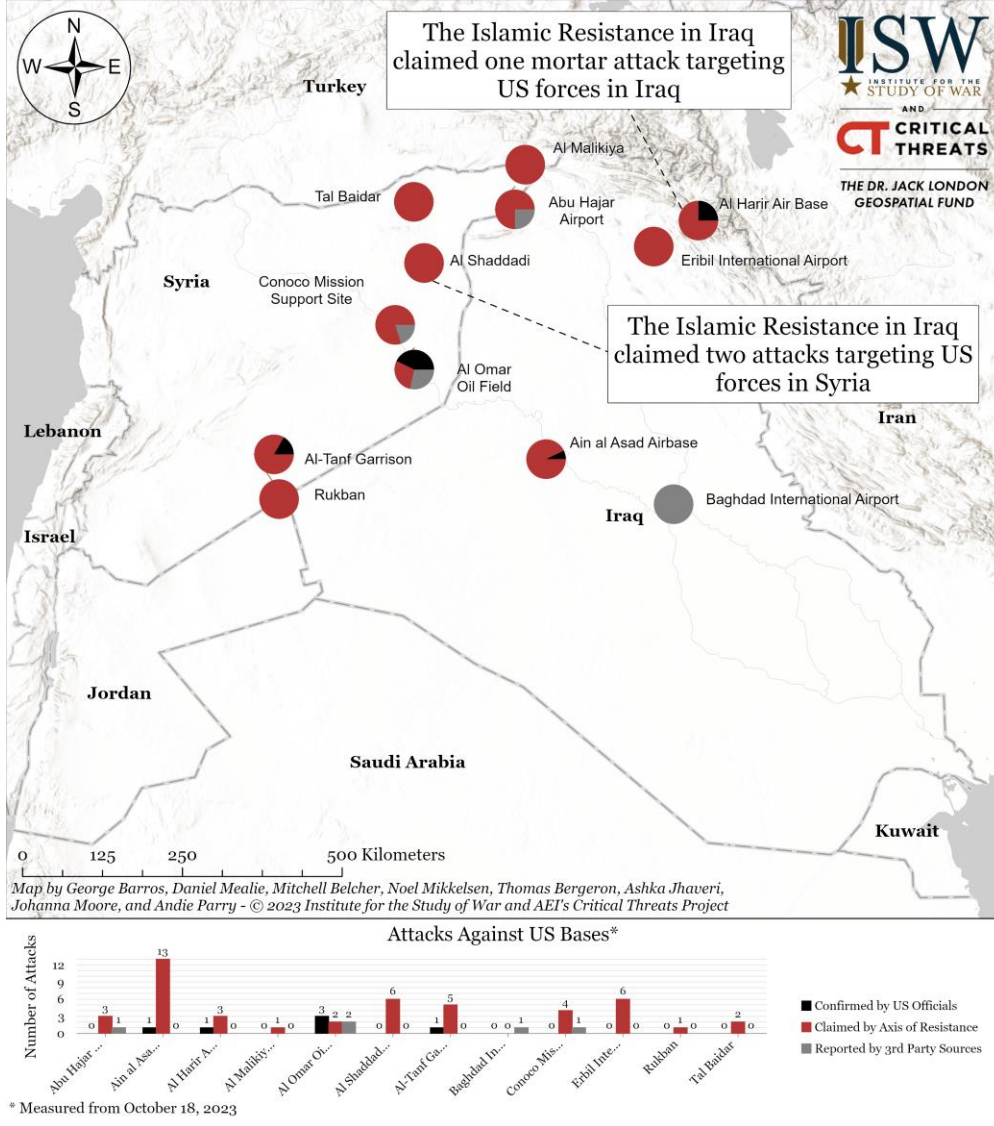 N
W
E
S
The Islamic Resistance in Iraq
claimed one mortar attack targeting
US forces in Iraq
ISW
INSTITUTE FOR THE
STUDY OF WAR
AND
CT CRITICAL
THREATS
THE DR. JACK LONDON
GEOSPATIAL FUND
Turkey
Al Malikiya
Tal Baidar
Abu Hajar
Airport
Al Harir Air Base
Eribil International Airport
Al Shaddadi
Syria
Conoco Mission
Support Site
The Islamic Resistance in Iraq
claimed two attacks targeting US
forces in Syria
Al Omar
Oil Field
Iran
Lebanon
Ain al Asad Airbase
Al-Tanf Garrison
Rukban
Baghdad International Airport
Iraq
Israel
Jordan
Saudi Arabia
Kuwait
0 125 250 500 Kilometers
Map by George Barros, Daniel Mealie, Mitchell Belcher, Noel Mikkelsen, Thomas Bergeron, Ashka Jhaveri,
Johanna Moore, and Andie Parry - © 2023 Institute for the Study of War and AEI's Critical Threats Project
Attacks Against US Bases*
Number of Attacks
12
9
6
3
0
0 3 1
1 13 0
1 3 0
0 1 0
3 2 2
0 6 0
1 5 0
0 0 1
0 4 1
0 6 0
0 1 0
0 2 0
Abu Hajar ...
Ain al Asa...
Al Harir A...
Al Malikiy...
Al Omar Oi...
Al Shaddad...
Al-Tanf Ga...
Baghdad In...
Conoco Mis...
Erbil Inte...
Rukban
Tal Baidar
Confirmed by US Officials
Claimed by Axis of Resistance
Reported by 3rd Party Sources
* Measured from October 18, 2023